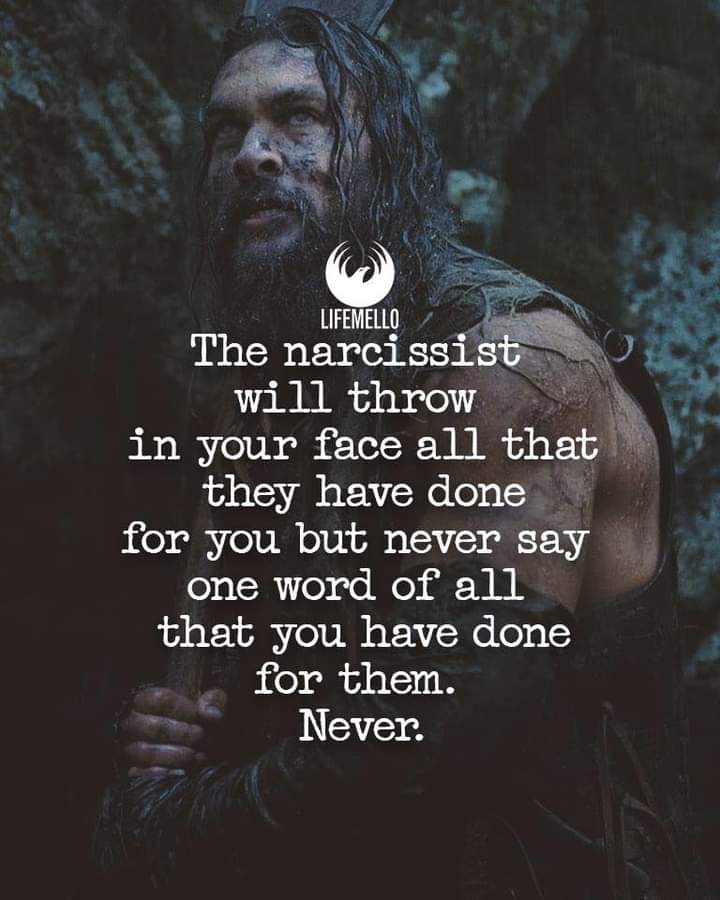 LIFEMELLO
The narcissist
will throw
in your face all that
they have done
for you but never say
one word of all
that you have done
for them.
Never.